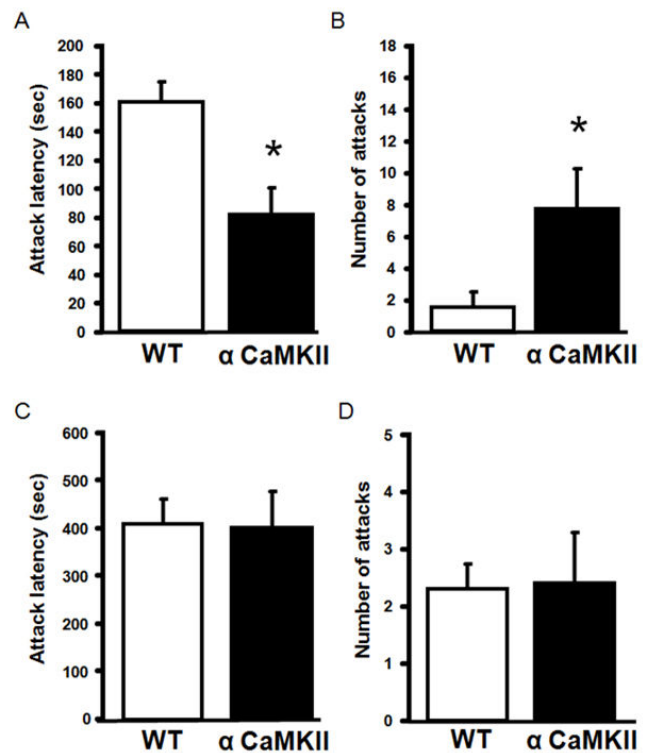 A
Attack latency (sec)
200
180
160
140
120
100
80
60
40
20
0
*
WT
α CaMKII
B
Number of attacks
18
16
14
12
10
8
6
4
2
0
*
WT
α CaMKII
C
Attack latency (sec)
600
500
400
300
200
100
0
WT
α CaMKII
D
Number of attacks
5
4
3
2
1
0
WT
α CaMKII